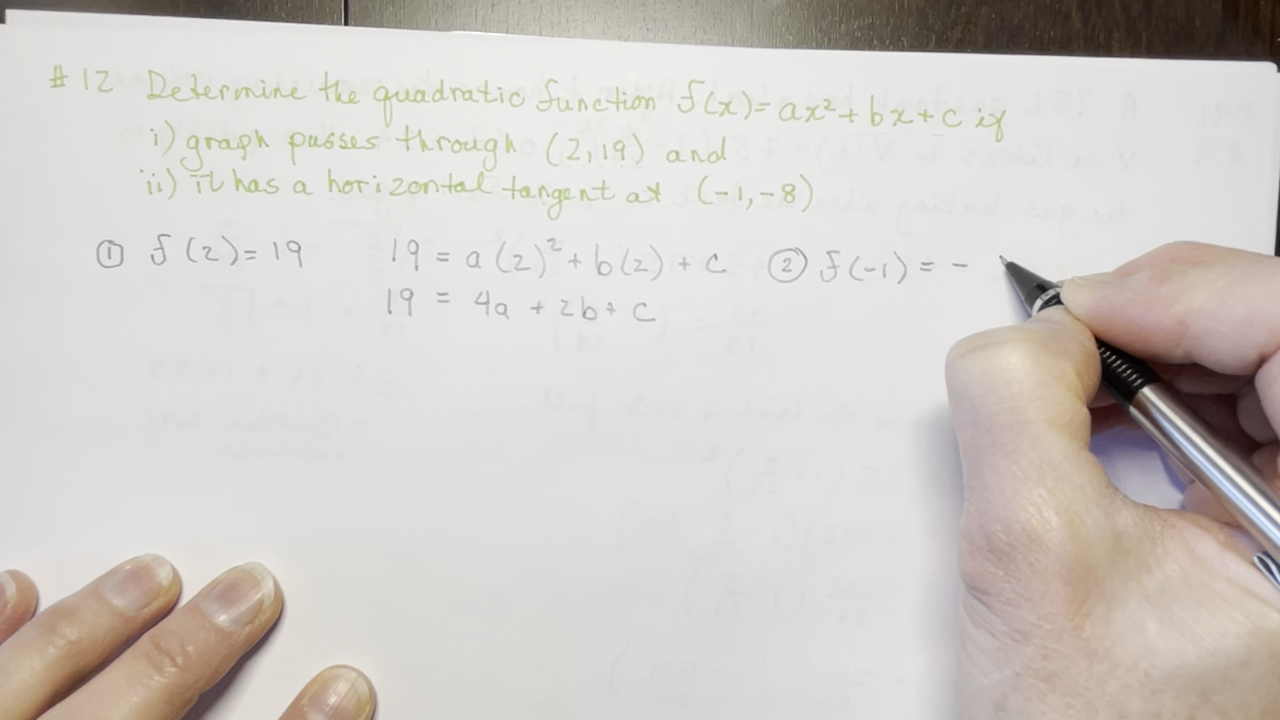 # 12 Determine the quadratic function f(x) = ax² + bx + c if
i) graph passes through (2, 19) and
ii) it has a horizontal tangent at (-1, -8)
① f(2) = 19 19 = a(2)² + b(2) + c ② f(-1) = -
19 = 4a + 2b + c